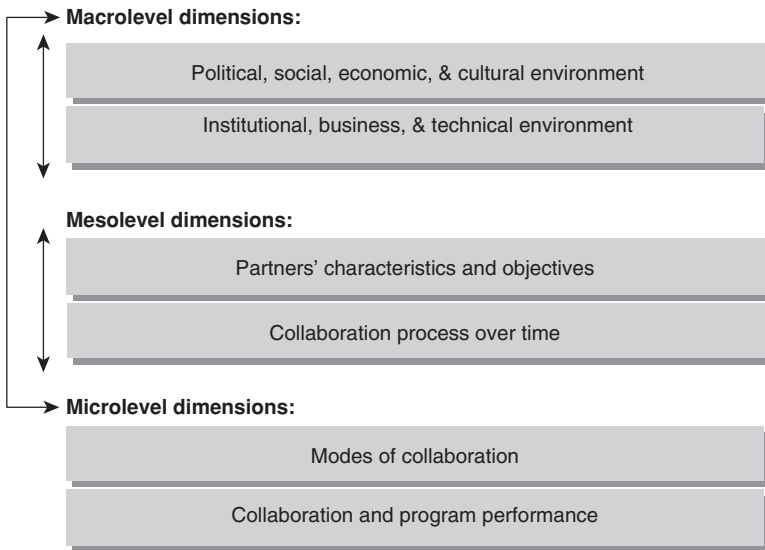 Macrolevel dimensions:
Political, social, economic, & cultural environment
Institutional, business, & technical environment
Mesolevel dimensions:
Partners’ characteristics and objectives
Collaboration process over time
Microlevel dimensions:
Modes of collaboration
Collaboration and program performance